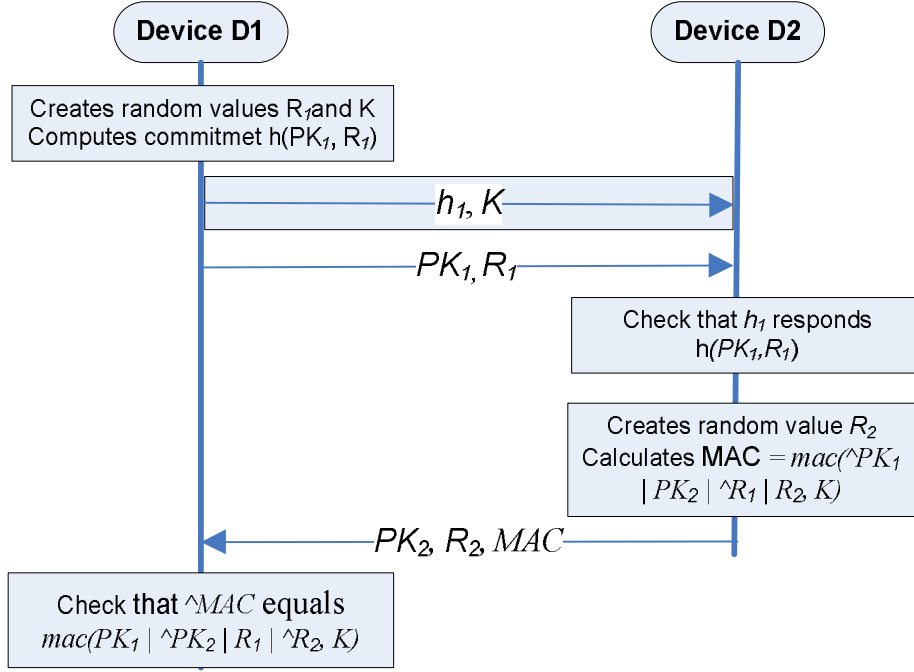 Device D1
Device D2
Creates random values R₁and K
Computes commitmet h(PK₁, R₁)
h₁, K
PK₁, R₁
Check that h₁ responds
h(PK₁,R₁)
Creates random value R₂
Calculates MAC = mac(^PK₁
| PK₂ | ^R₁ | R₂, K)
PK₂, R₂, MAC
Check that ^MAC equals
mac(PK₁ | ^PK₂ | R₁ | ^R₂, K)